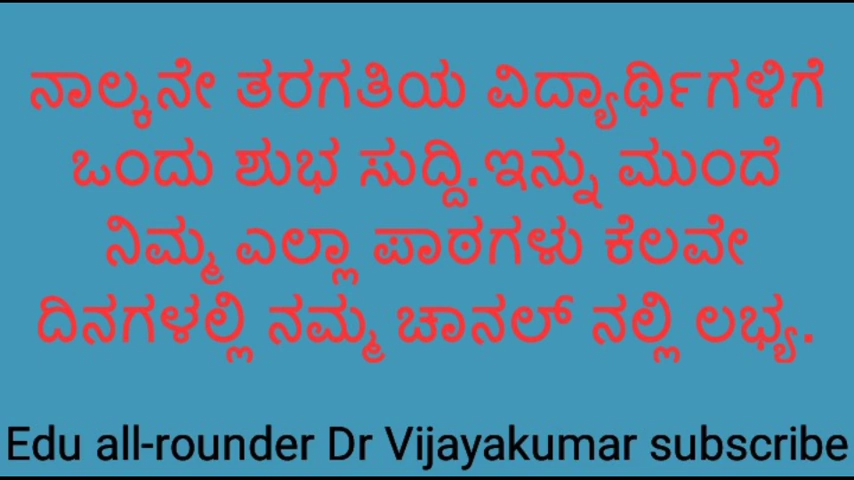 ನಾಲ್ಕನೇ ತರಗತಿಯ ವಿದ್ಯಾರ್ಥಿಗಳಿಗೆ
ಒಂದು ಶುಭ ಸುದ್ದಿ.ಇನ್ನು ಮುಂದೆ
ನಿಮ್ಮ ಎಲ್ಲಾ ಪಾಠಗಳು ಕೆಲವೇ
ದಿನಗಳಲ್ಲಿ ನಮ್ಮ ಚಾನಲ್ ನಲ್ಲಿ ಲಭ್ಯ.
Edu all-rounder Dr Vijayakumar subscribe